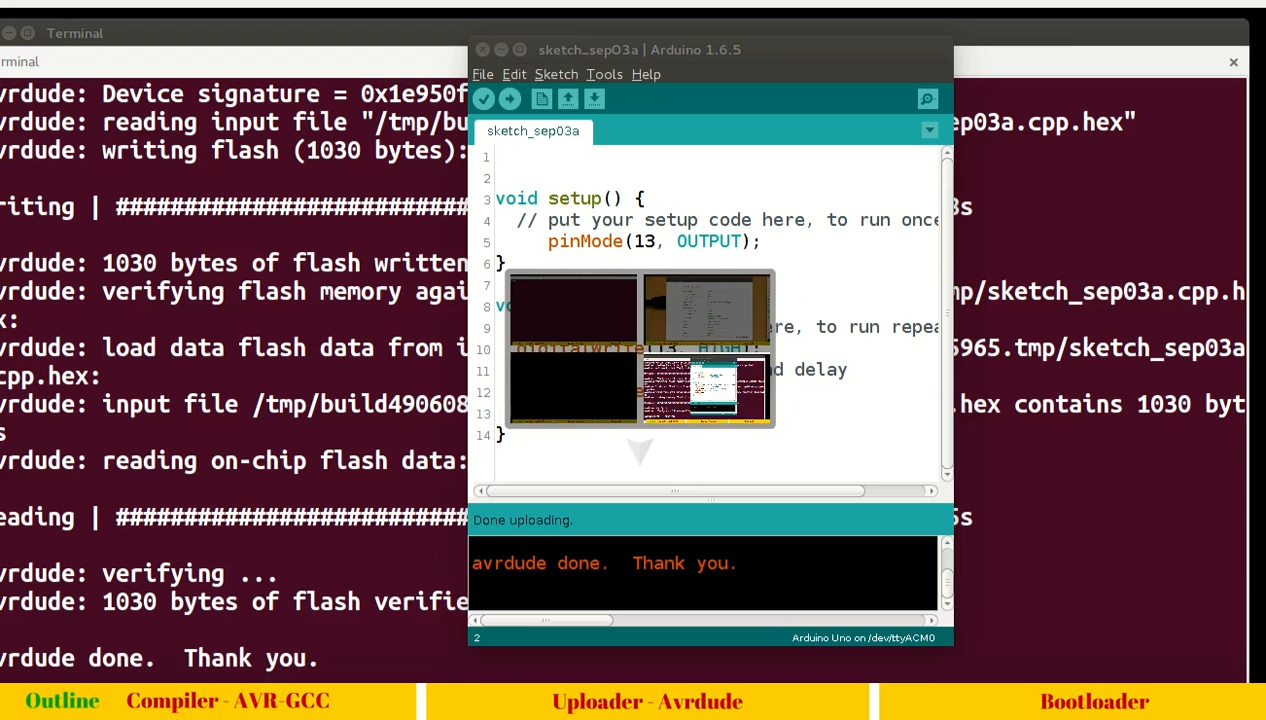 Terminal
rminal
vrdude: Device signature = 0x1e950f
vrdude: reading input file "/tmp/bu
ep03a.cpp.hex"
vrdude: writing flash (1030 bytes):
riting | ############################
3s
vrdude: 1030 bytes of flash written
vrdude: verifying flash memory agai
mp/sketch_sep03a.cpp.h
x:
vrdude: load data flash data from i
5965.tmp/sketch_sep03a
cpp.hex:
vrdude: input file /tmp/build490608
.hex contains 1030 byt
s
vrdude: reading on-chip flash data:
eading | ############################
vrdude: verifying ...
vrdude: 1030 bytes of flash verifie
vrdude done.  Thank you.
sketch_sep03a | Arduino 1.6.5
File Edit Sketch Tools Help
sketch_sep03a
1
2
3 void setup() {
4 // put your setup code here, to run once
5 pinMode(13, OUTPUT);
6 }
7
8 vo
9 re, to run repea
10 digitalWrite(13, HIGH);
11 nd delay
12
13
14 }
Done uploading.
avrdude done.  Thank you.
2
Arduino Uno on /dev/ttyACM0
Outline Compiler - AVR-GCC
Uploader - Avrdude
Bootloader